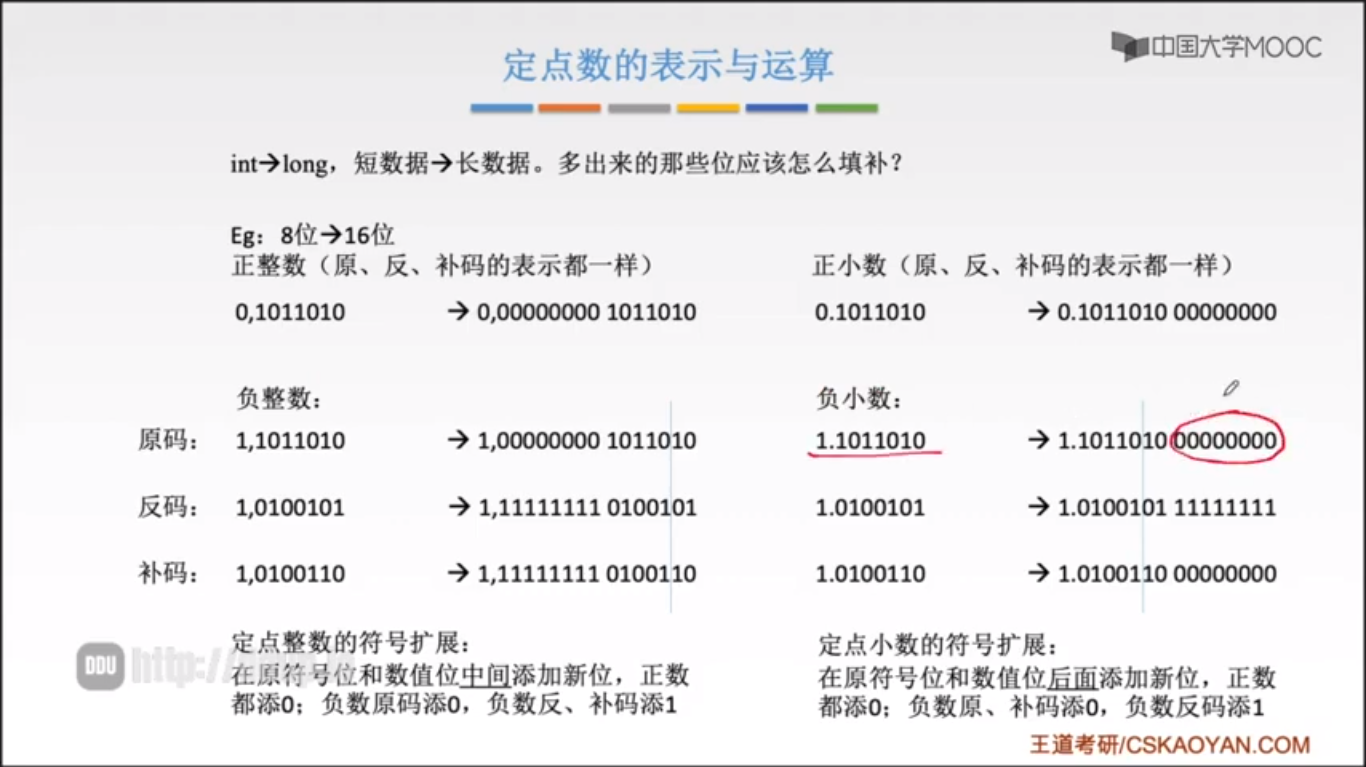 中国大学MOOC
定点数的表示与运算
int→long，短数据→长数据。多出来的那些位应该怎么填补？
Eg：8位→16位
正整数（原、反、补码的表示都一样） 正小数（原、反、补码的表示都一样）
0,1011010 → 0,00000000 1011010 0.1011010 → 0.1011010 00000000
负整数： 负小数：
原码： 1,1011010 → 1,00000000 1011010 1.1011010 → 1.1011010 00000000
反码： 1,0100101 → 1,11111111 0100101 1.0100101 → 1.0100101 11111111
补码： 1,0100110 → 1,11111111 0100110 1.0100110 → 1.0100110 00000000
定点整数的符号扩展：
在原符号位和数值位中间添加新位，正数
都添0；负数原码添0，负数反、补码添1
定点小数的符号扩展：
在原符号位和数值位后面添加新位，正数
都添0；负数原、补码添0，负数反码添1
DDU http://
王道考研/CSKAOYAN.COM